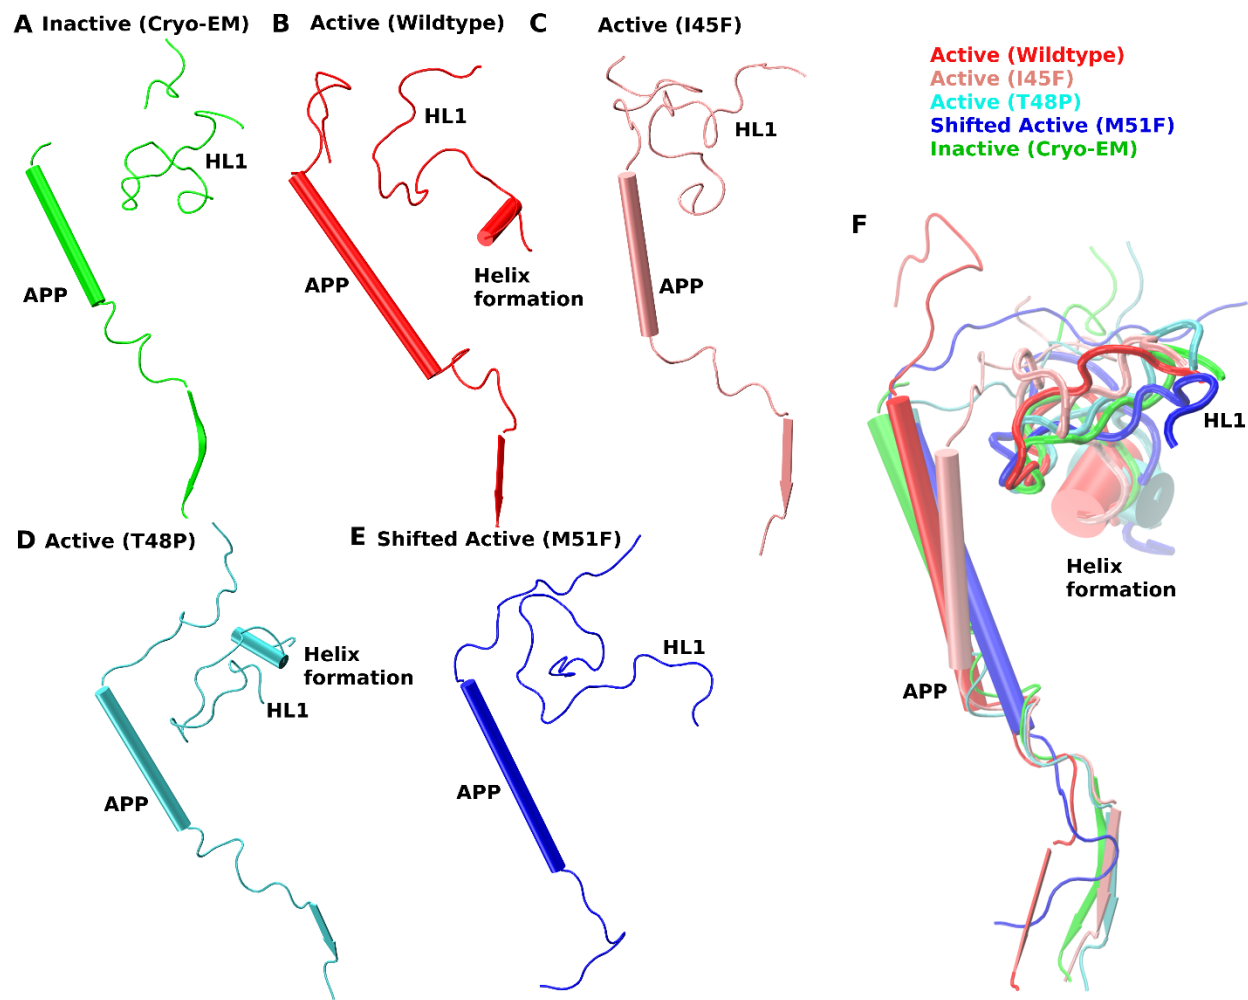 A Inactive (Cryo-EM)
HL1
APP
B Active (Wildtype)
HL1
APP
Helix
formation
C Active (I45F)
HL1
APP
Active (Wildtype)
Active (I45F)
Active (T48P)
Shifted Active (M51F)
Inactive (Cryo-EM)
D Active (T48P)
Helix
formation
HL1
APP
E Shifted Active (M51F)
HL1
APP
F
HL1
Helix
formation
APP